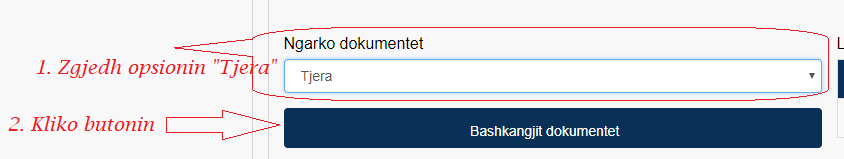 Ngarko dokumentet
1. Zgjedh opsionin "Tjera"
Tjera
2. Kliko butonin
Bashkangjit dokumentet
L